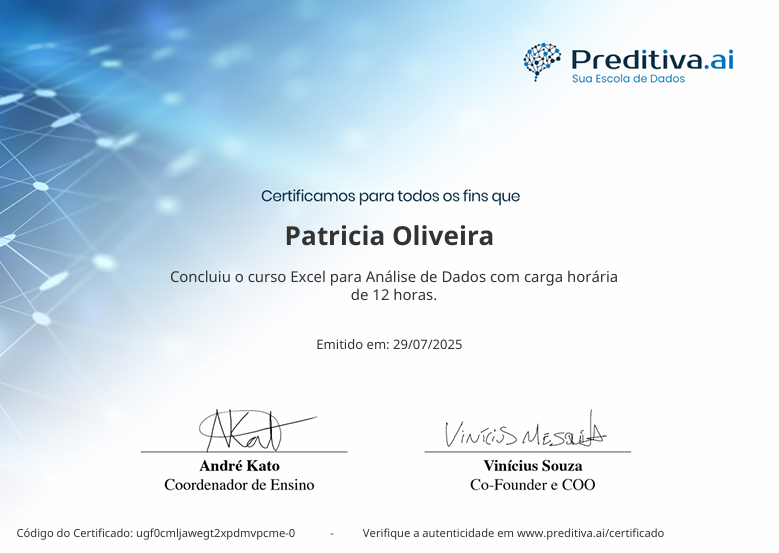 Preditiva.ai
Sua Escola de Dados
Certificamos para todos os fins que
Patricia Oliveira
Concluiu o curso Excel para Análise de Dados com carga horária
de 12 horas.
Emitido em: 29/07/2025
AKato
Vinícius Mesquita
André Kato
Vinícius Souza
Coordenador de Ensino
Co-Founder e COO
Código do Certificado: ugf0cmljawegt2xpdmvpcme-0 - Verifique a autenticidade em www.preditiva.ai/certificado